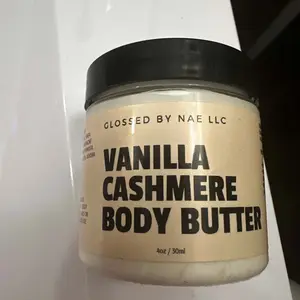 GLOSSED BY NAE LLC
VANILLA
CASHMERE
BODY BUTTER
4oz / 30ml